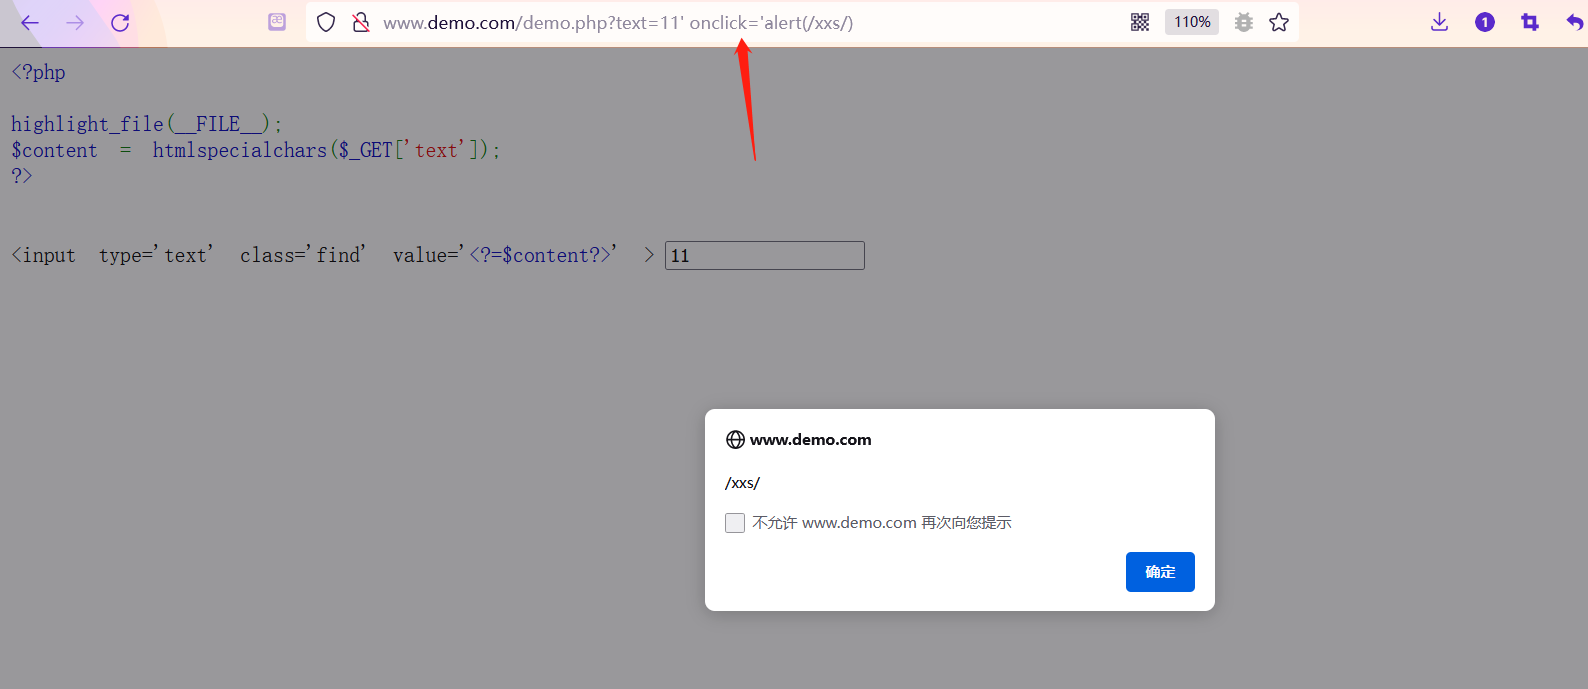 www.demo.com/demo.php?text=11' onclick='alert(/xxs/)
110%
1
<?php
highlight_file(__FILE__);
$content = htmlspecialchars($_GET['text']);
?>
<input type='text' class='find' value='<?=$content?>' > 11
www.demo.com
/xxs/
不允许 www.demo.com 再次向您提示
确定